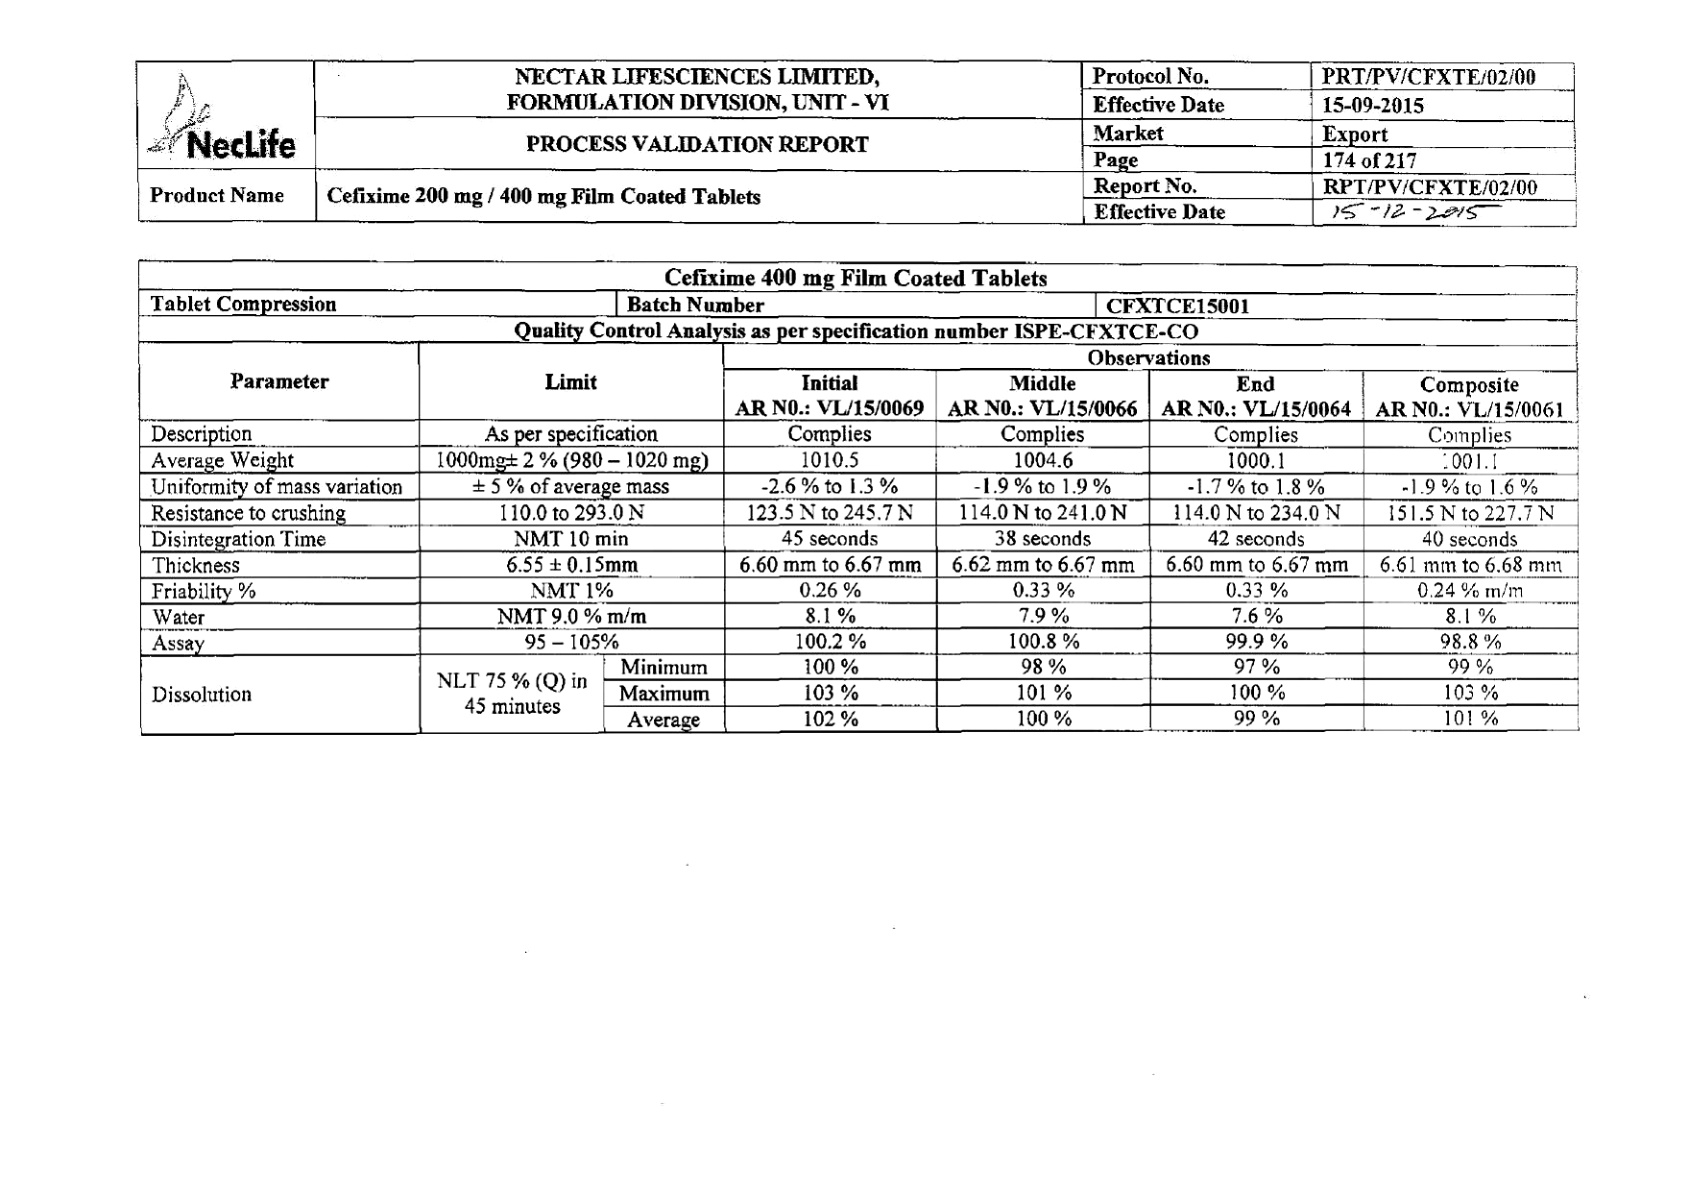 NecLife
NECTAR LIFESCIENCES LIMITED,
FORMULATION DIVISION, UNIT - VI
PROCESS VALIDATION REPORT
Protocol No. PRT/PV/CFXTE/02/00
Effective Date 15-09-2015
Market Export
Page 174 of 217
Product Name Cefixime 200 mg / 400 mg Film Coated Tablets
Report No. RPT/PV/CFXTE/02/00
Effective Date 15-12-2015
Cefixime 400 mg Film Coated Tablets
Tablet Compression Batch Number CFXTCE15001
Quality Control Analysis as per specification number ISPE-CFXTCE-CO
Parameter Limit Observations
Initial Middle End Composite
AR N0.: VL/15/0069 AR N0.: VL/15/0066 AR N0.: VL/15/0064 AR N0.: VL/15/0061
Description As per specification Complies Complies Complies Complies
Average Weight 1000mg± 2 % (980 – 1020 mg) 1010.5 1004.6 1000.1 1001.1
Uniformity of mass variation ± 5 % of average mass -2.6 % to 1.3 % -1.9 % to 1.9 % -1.7 % to 1.8 % -1.9 % to 1.6 %
Resistance to crushing 110.0 to 293.0 N 123.5 N to 245.7 N 114.0 N to 241.0 N 114.0 N to 234.0 N 151.5 N to 227.7 N
Disintegration Time NMT 10 min 45 seconds 38 seconds 42 seconds 40 seconds
Thickness 6.55 ± 0.15mm 6.60 mm to 6.67 mm 6.62 mm to 6.67 mm 6.60 mm to 6.67 mm 6.61 mm to 6.68 mm
Friability % NMT 1% 0.26 % 0.33 % 0.33 % 0.24 % m/m
Water NMT 9.0 % m/m 8.1 % 7.9 % 7.6 % 8.1 %
Assay 95 – 105% 100.2 % 100.8 % 99.9 % 98.8 %
Dissolution NLT 75 % (Q) in 45 minutes Minimum 100 % 98 % 97 % 99 %
Maximum 103 % 101 % 100 % 103 %
Average 102 % 100 % 99 % 101 %